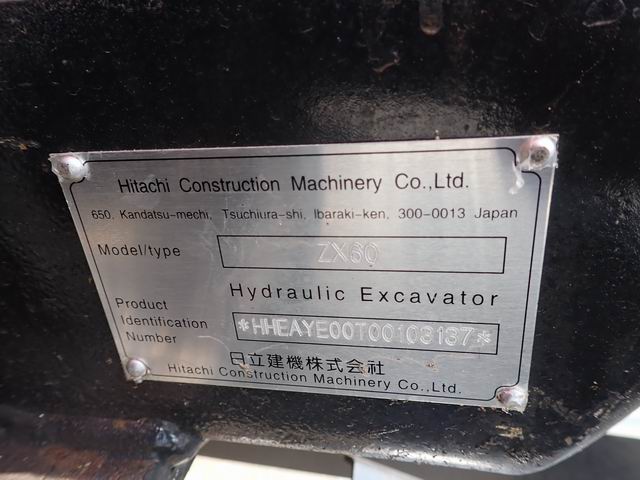 Hitachi Construction Machinery Co.,Ltd.
650, Kandatsu-machi, Tsuchiura-shi, Ibaraki-ken, 300-0013 Japan
Model/type ZX60
Hydraulic Excavator
Product Identification Number *HHEAYE00T00103137*
日立建機株式会社
Hitachi Construction Machinery Co.,Ltd.